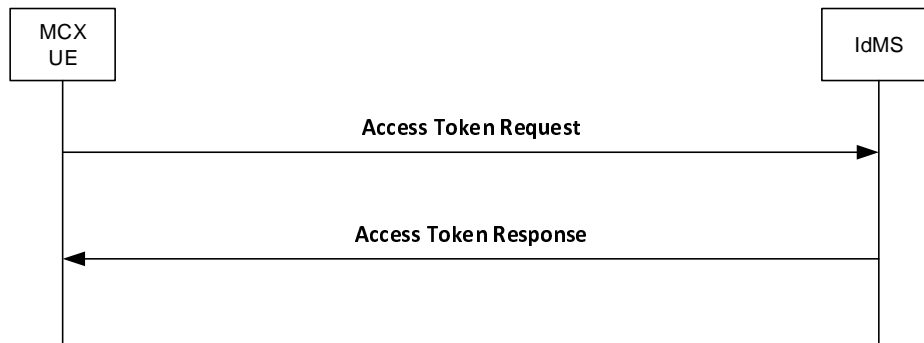 MCX
UE
IdMS
Access Token Request
Access Token Response